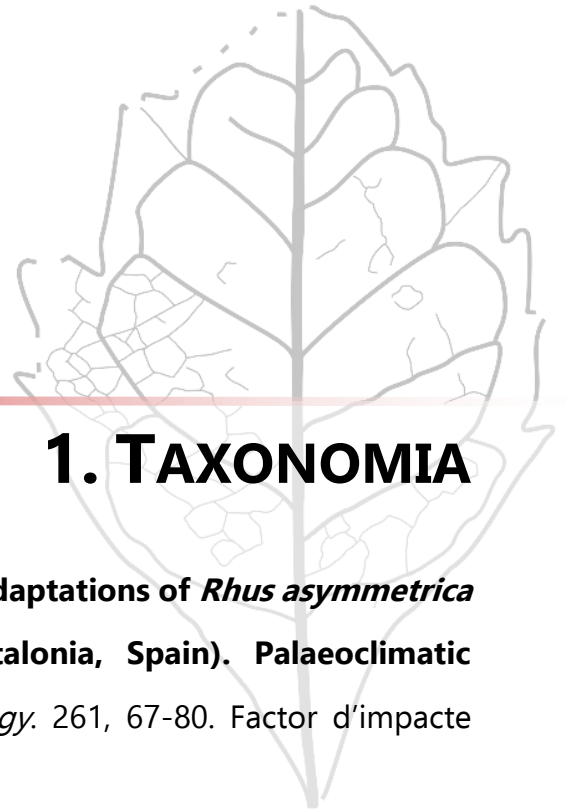 1. TAXONOMIA
daptations of Rhus asymmetrica
talonia, Spain). Palaeoclimatic
gy. 261, 67-80. Factor d’impacte